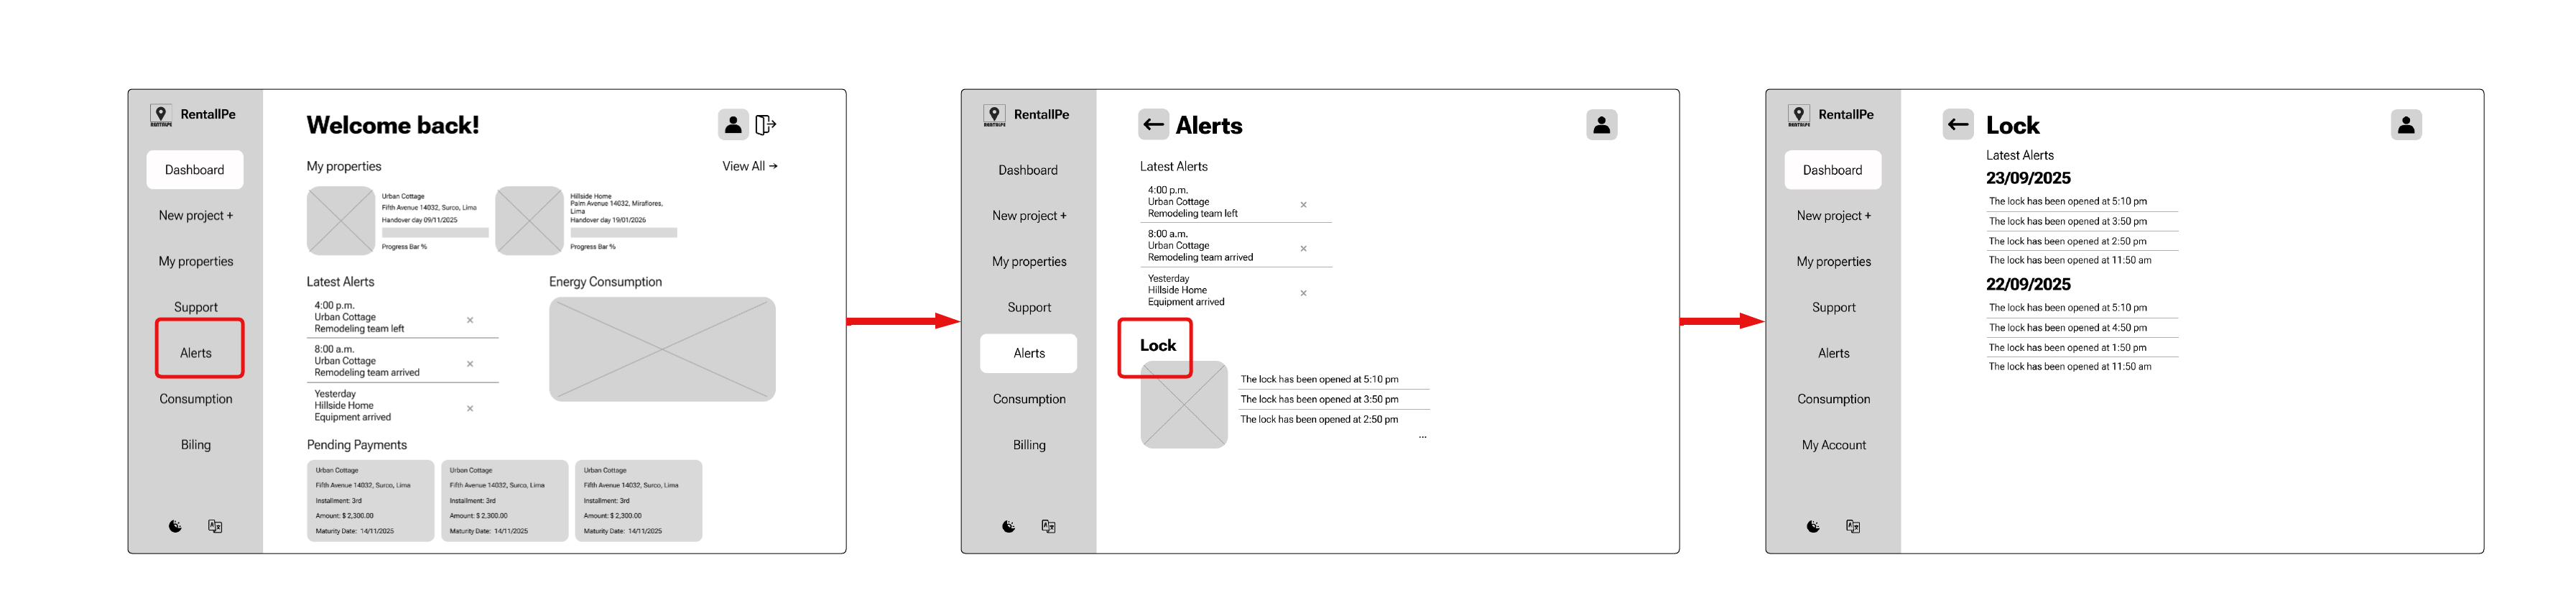 RentallPe
RENTALPE
Dashboard
New project +
My properties
Support
Alerts
Consumption
Biling
Welcome back!
My properties
View All →
Urban Cottage
Fifth Avenue 14032, Surco, Lima
Handover day 09/11/2025
Progress Bar %
Hillside Home
Palm Avenue 14032, Miraflores,
Lima
Handover day 19/01/2026
Progress Bar %
Latest Alerts
4:00 p.m.
Urban Cottage
Remodeling team left
×
8:00 a.m.
Urban Cottage
Remodeling team arrived
×
Yesterday
Hillside Home
Equipment arrived
×
Energy Consumption
Pending Payments
Urban Cottage
Fifth Avenue 14032, Surco, Lima
Installment: 3rd
Amount: $ 2,300.00
Maturity Date: 14/11/2025
Urban Cottage
Fifth Avenue 14032, Surco, Lima
Installment: 3rd
Amount: $ 2,300.00
Maturity Date: 14/11/2025
Urban Cottage
Fifth Avenue 14032, Surco, Lima
Installment: 3rd
Amount: $ 2,300.00
Maturity Date: 14/11/2025
RentallPe
RENTALPE
Dashboard
New project +
My properties
Support
Alerts
Consumption
Billing
← Alerts
Latest Alerts
4:00 p.m.
Urban Cottage
Remodeling team left
×
8:00 a.m.
Urban Cottage
Remodeling team arrived
×
Yesterday
Hillside Home
Equipment arrived
×
Lock
The lock has been opened at 5:10 pm
The lock has been opened at 3:50 pm
The lock has been opened at 2:50 pm
...
RentallPe
RENTALPE
Dashboard
New project +
My properties
Support
Alerts
Consumption
My Account
← Lock
Latest Alerts
23/09/2025
The lock has been opened at 5:10 pm
The lock has been opened at 3:50 pm
The lock has been opened at 2:50 pm
The lock has been opened at 11:50 am
22/09/2025
The lock has been opened at 5:10 pm
The lock has been opened at 4:50 pm
The lock has been opened at 1:50 pm
The lock has been opened at 11:50 am